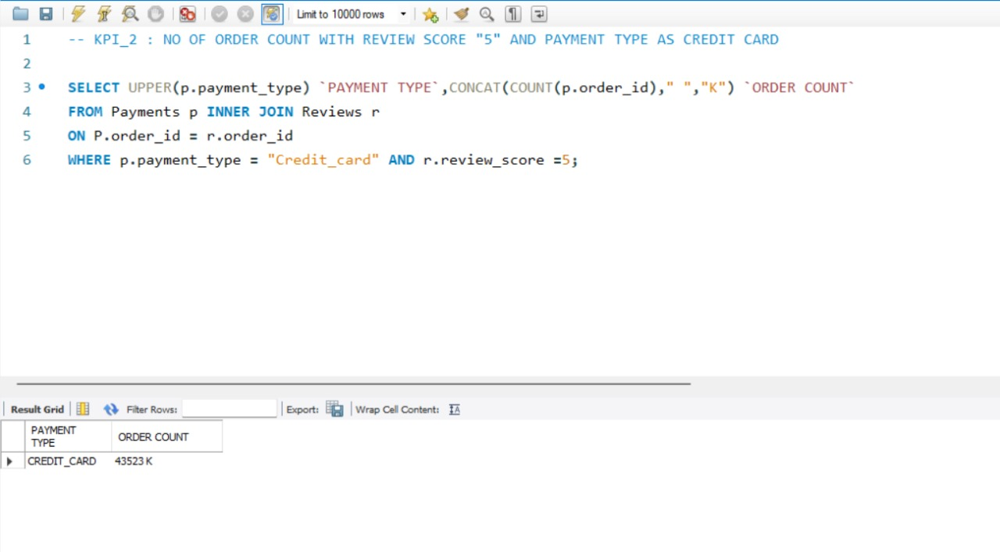 Limit to 10000 rows
1 -- KPI_2 : NO OF ORDER COUNT WITH REVIEW SCORE "5" AND PAYMENT TYPE AS CREDIT CARD
2
3 SELECT UPPER(p.payment_type) `PAYMENT TYPE`,CONCAT(COUNT(p.order_id)," ","K") `ORDER COUNT`
4 FROM Payments p INNER JOIN Reviews r
5 ON P.order_id = r.order_id
6 WHERE p.payment_type = "Credit_card" AND r.review_score =5;
Result Grid Filter Rows: Export: Wrap Cell Content:
PAYMENT
TYPE ORDER COUNT
CREDIT_CARD 43523 K